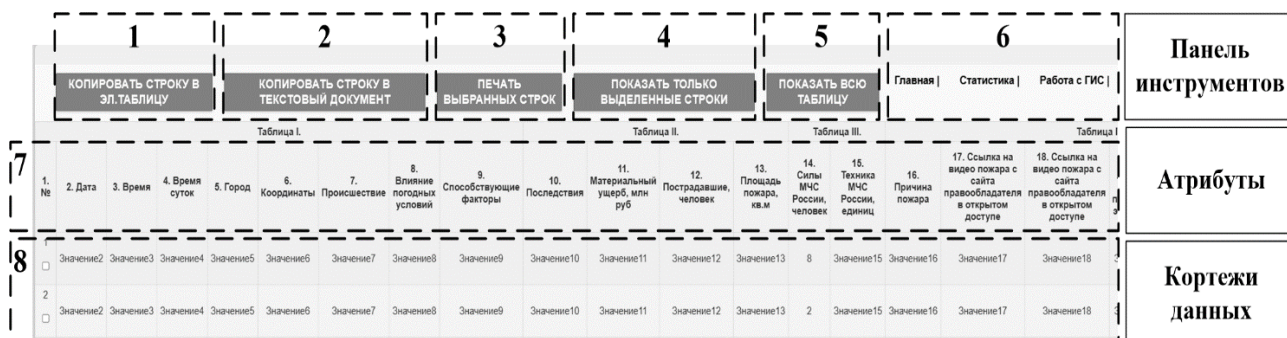 1 2 3 4 5 6
Панель
инструментов
КОПИРОВАТЬ СТРОКУ В
ЭЛ.ТАБЛИЦУ
КОПИРОВАТЬ СТРОКУ В
ТЕКСТОВЫЙ ДОКУМЕНТ
ПЕЧАТЬ
ВЫБРАННЫХ СТРОК
ПОКАЗАТЬ ТОЛЬКО
ВЫДЕЛЕННЫЕ СТРОКИ
ПОКАЗАТЬ ВСЮ
ТАБЛИЦУ
Главная | Статистика | Работа с ГИС |
Таблица I. Таблица II. Таблица III. Таблица I
7
1.
№
2. Дата
3. Время
4. Время
суток
5. Город
6.
Координаты
7.
Происшествие
8.
Влияние
погодных
условий
9.
Способствующие
факторы
10.
Последствия
11.
Материальный
ущерб, млн
руб
12.
Пострадавшие,
человек
13.
Площадь
пожара,
кв.м
14.
Силы
МЧС
России,
человек
15.
Техника
МЧС
России,
единиц
16.
Причина
пожара
17. Ссылка на
видео пожара с
сайта
правообладателя
в открытом
доступе
18. Ссылка на
видео пожара с
сайта
правообладателя
в открытом
доступе
Атрибуты
8
1
Значение2 Значение3 Значение4 Значение5 Значение6 Значение7 Значение8 Значение9 Значение10 Значение11 Значение12 Значение13 8 Значение15 Значение16 Значение17 Значение18
2
Значение2 Значение3 Значение4 Значение5 Значение6 Значение7 Значение8 Значение9 Значение10 Значение11 Значение12 Значение13 2 Значение15 Значение16 Значение17 Значение18
Кортежи
данных